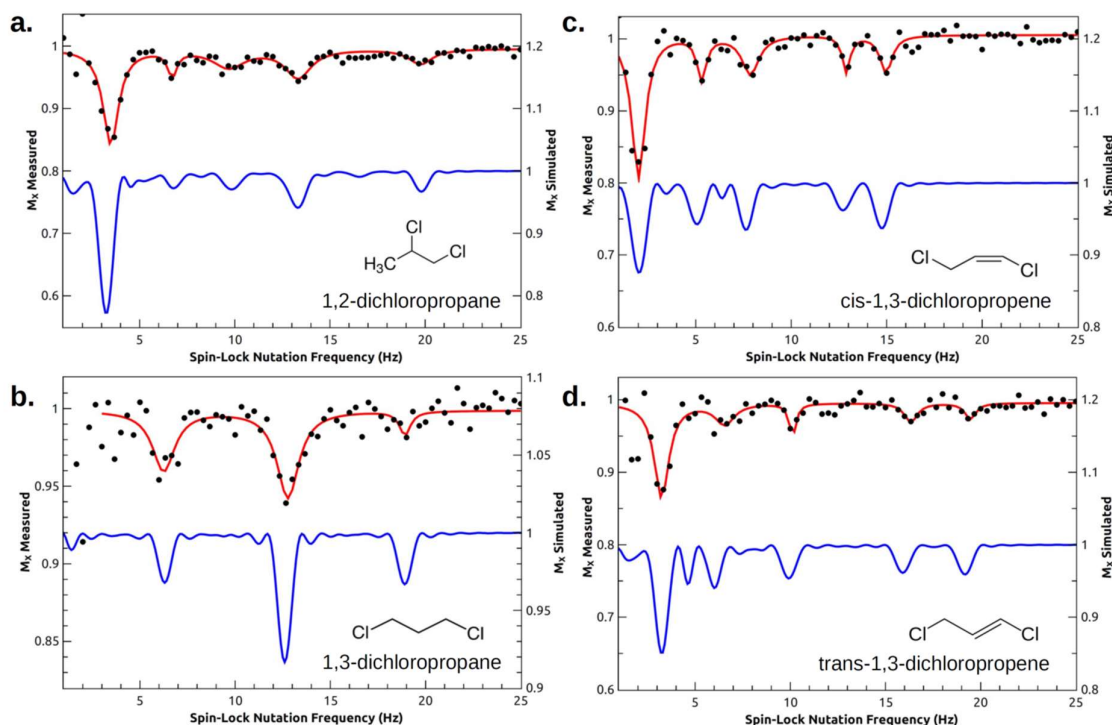 a.
1
0.9
0.8
0.7
0.6
Mx Measured
1.2
1.1
1
0.9
0.8
Mx Simulated
Cl
H3C
Cl
1,2-dichloropropane
5
10
15
20
25
Spin-Lock Nutation Frequency (Hz)
c.
1
0.9
0.8
0.7
0.6
Mx Measured
1.2
1.1
1
0.9
0.8
Mx Simulated
Cl
Cl
cis-1,3-dichloropropene
5
10
15
20
25
Spin-Lock Nutation Frequency (Hz)
b.
1
0.95
0.9
0.85
Mx Measured
1.1
1.05
1
0.95
0.9
Mx Simulated
Cl
Cl
1,3-dichloropropane
5
10
15
20
25
Spin-Lock Nutation Frequency (Hz)
d.
1
0.9
0.8
0.7
0.6
Mx Measured
1.2
1.1
1
0.9
0.8
Mx Simulated
Cl
Cl
trans-1,3-dichloropropene
5
10
15
20
25
Spin-Lock Nutation Frequency (Hz)